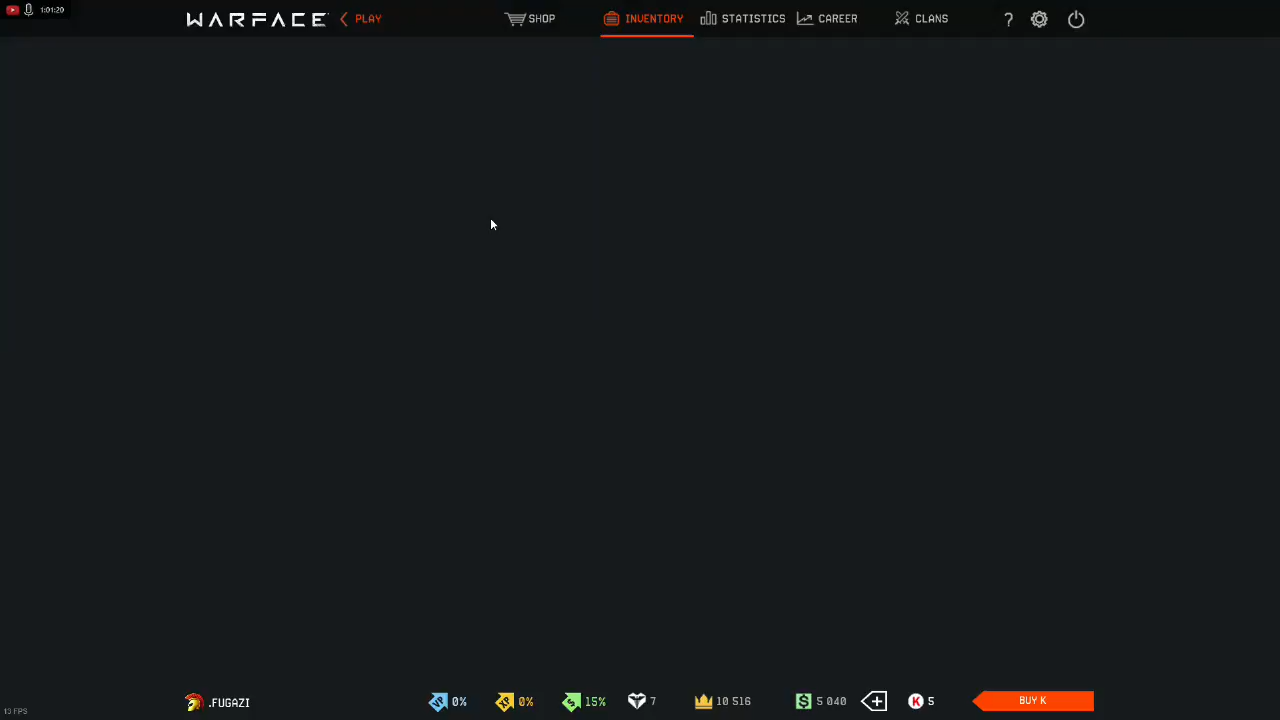 1:01:20
WARFACE
PLAY
SHOP
INVENTORY
STATISTICS
CAREER
CLANS
?
.FUGAZI
0%
0%
15%
7
10 516
5 040
K 5
BUY K
13 FPS